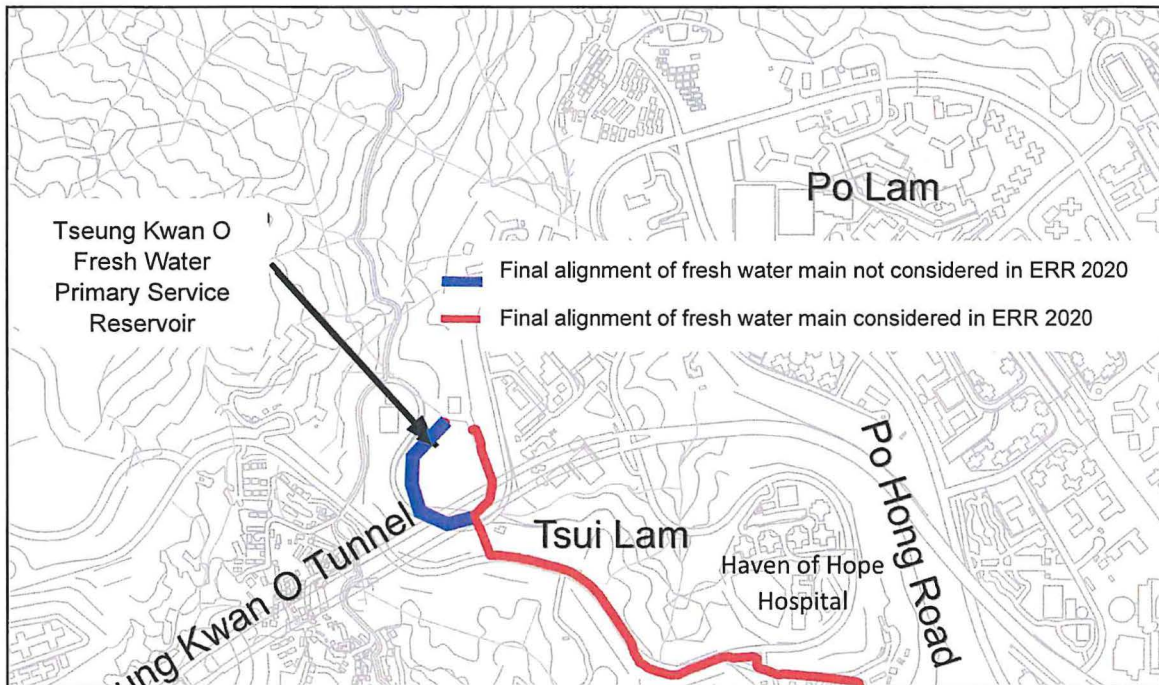 Po Lam
Tseung Kwan O
Fresh Water
Primary Service
Reservoir
Final alignment of fresh water main not considered in ERR 2020
Final alignment of fresh water main considered in ERR 2020
Po Hong Road
ung Kwan O Tunnel
Tsui Lam
Haven of Hope
Hospital